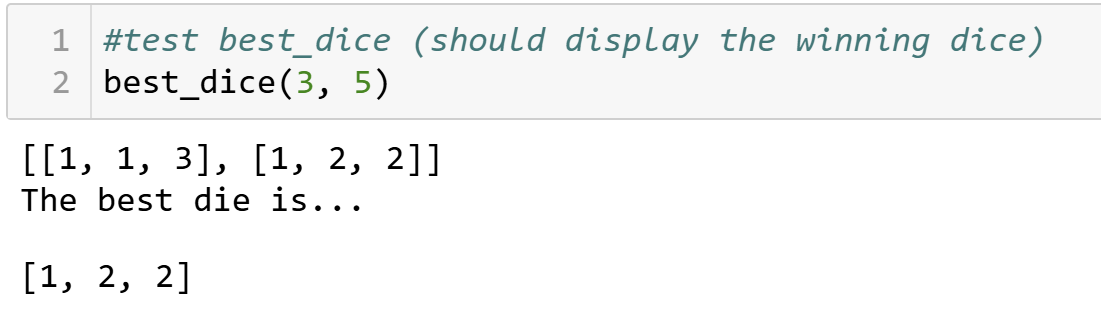 1 #test best_dice (should display the winning dice)
2 best_dice(3, 5)
[[1, 1, 3], [1, 2, 2]]
The best die is...
[1, 2, 2]